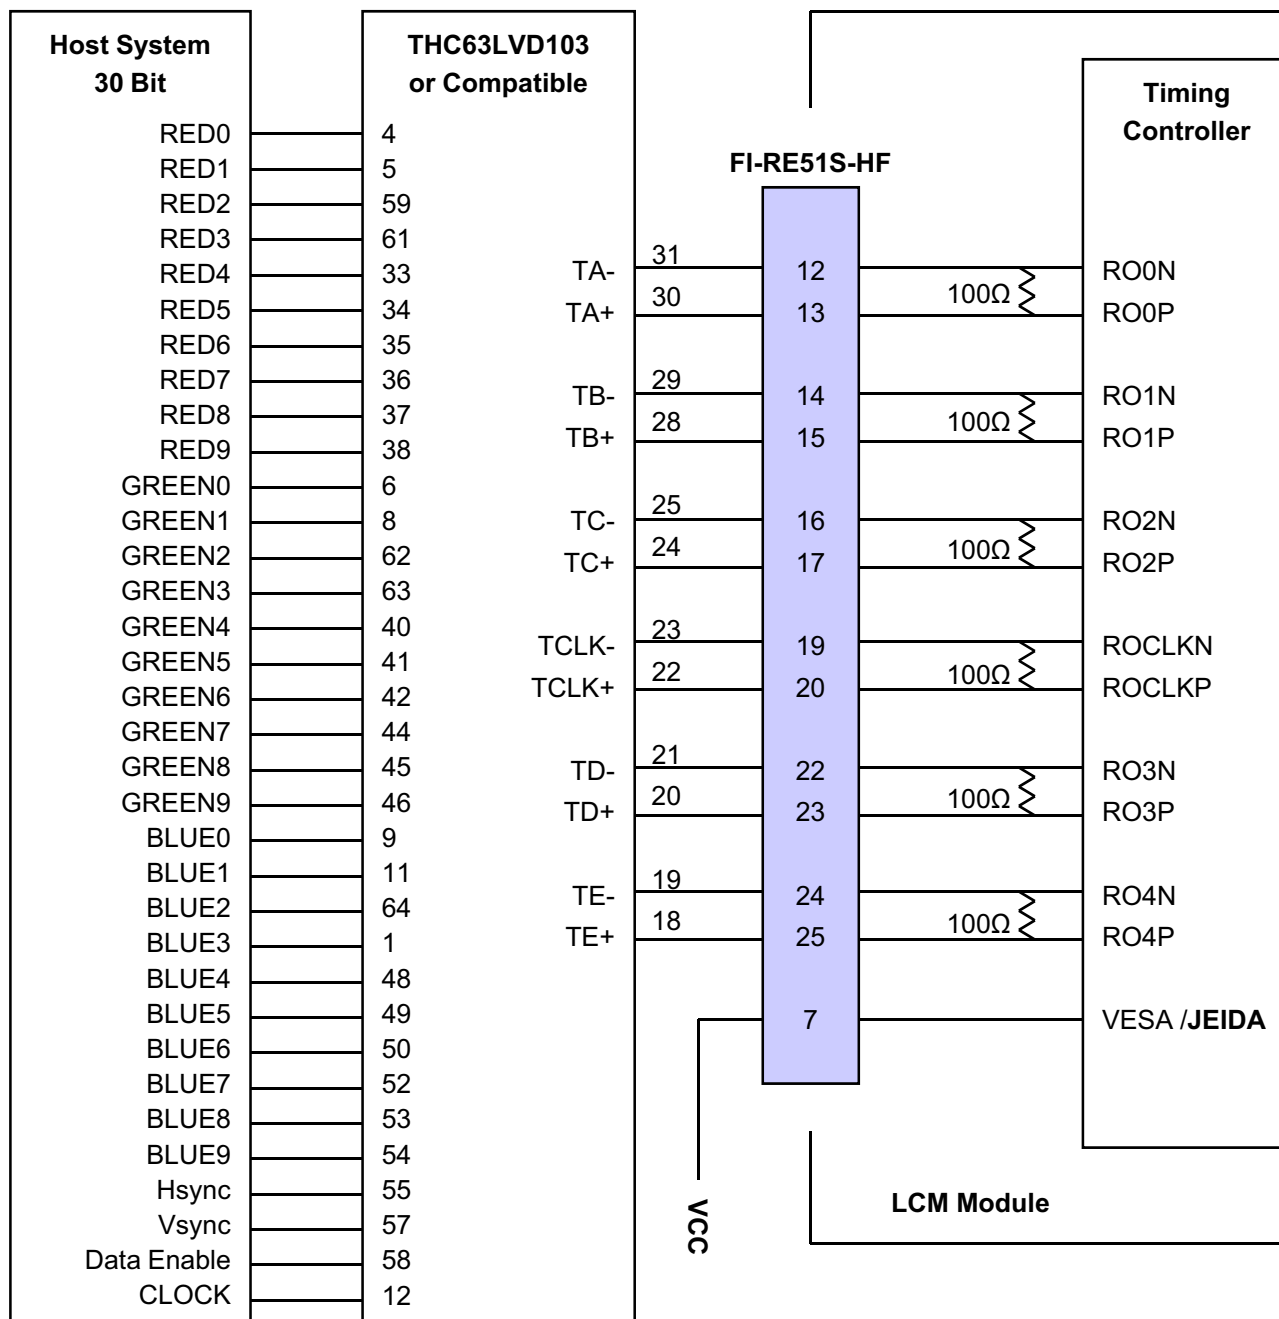 Host System
30 Bit
RED0
RED1
RED2
RED3
RED4
RED5
RED6
RED7
RED8
RED9
GREEN0
GREEN1
GREEN2
GREEN3
GREEN4
GREEN5
GREEN6
GREEN7
GREEN8
GREEN9
BLUE0
BLUE1
BLUE2
BLUE3
BLUE4
BLUE5
BLUE6
BLUE7
BLUE8
BLUE9
Hsync
Vsync
Data Enable
CLOCK
THC63LVD103
or Compatible
4
5
59
61
33
34
35
36
37
38
6
8
62
63
40
41
42
44
45
46
9
11
64
1
48
49
50
52
53
54
55
57
58
12
TA-
TA+
TB-
TB+
TC-
TC+
TCLK-
TCLK+
TD-
TD+
TE-
TE+
31
30
29
28
25
24
23
22
21
20
19
18
VCC
FI-RE51S-HF
12
13
14
15
16
17
19
20
22
23
24
25
7
100Ω
100Ω
100Ω
100Ω
100Ω
100Ω
Timing
Controller
RO0N
RO0P
RO1N
RO1P
RO2N
RO2P
ROCLKN
ROCLKP
RO3N
RO3P
RO4N
RO4P
VESA /JEIDA
LCM Module